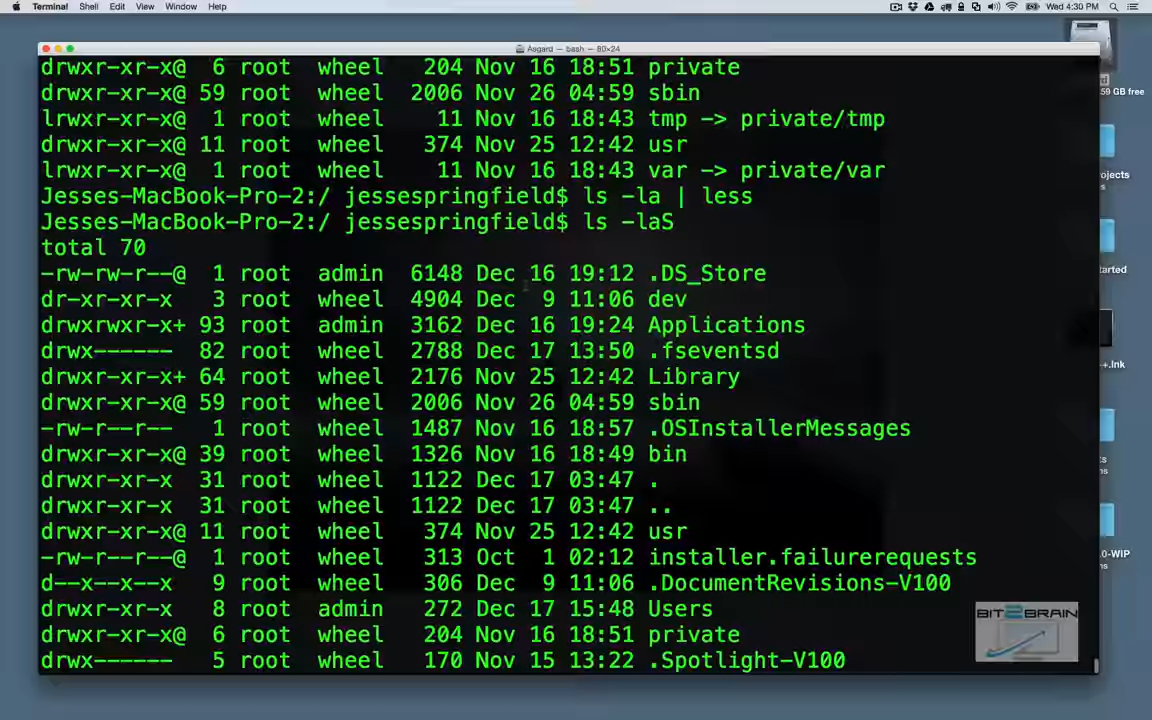 Terminal Shell Edit View Window Help Wed 4:30 PM
Asgard — bash — 80×24
drwxr-xr-x@ 6 root wheel 204 Nov 16 18:51 private
drwxr-xr-x@ 59 root wheel 2006 Nov 26 04:59 sbin
lrwxr-xr-x@ 1 root wheel 11 Nov 16 18:43 tmp -> private/tmp
drwxr-xr-x@ 11 root wheel 374 Nov 25 12:42 usr
lrwxr-xr-x@ 1 root wheel 11 Nov 16 18:43 var -> private/var
Jesses-MacBook-Pro-2:/ jessespringfield$ ls -la | less
Jesses-MacBook-Pro-2:/ jessespringfield$ ls -laS
total 70
-rw-rw-r--@ 1 root admin 6148 Dec 16 19:12 .DS_Store
dr-xr-xr-x 3 root wheel 4904 Dec 9 11:06 dev
drwxrwxr-x+ 93 root admin 3162 Dec 16 19:24 Applications
drwx------ 82 root wheel 2788 Dec 17 13:50 .fseventsd
drwxr-xr-x+ 64 root wheel 2176 Nov 25 12:42 Library
drwxr-xr-x@ 59 root wheel 2006 Nov 26 04:59 sbin
-rw-r--r-- 1 root wheel 1487 Nov 16 18:57 .OSInstallerMessages
drwxr-xr-x@ 39 root wheel 1326 Nov 16 18:49 bin
drwxr-xr-x 31 root wheel 1122 Dec 17 03:47 .
drwxr-xr-x 31 root wheel 1122 Dec 17 03:47 ..
drwxr-xr-x@ 11 root wheel 374 Nov 25 12:42 usr
-rw-r--r--@ 1 root wheel 313 Oct 1 02:12 installer.failurerequests
d--x--x--x 9 root wheel 306 Dec 9 11:06 .DocumentRevisions-V100
drwxr-xr-x 8 root admin 272 Dec 17 15:48 Users
drwxr-xr-x@ 6 root wheel 204 Nov 16 18:51 private
drwx------ 5 root wheel 170 Nov 15 13:22 .Spotlight-V100
59 GB free
ojects
tarted
++.lnk
.0-WIP
BIT2BRAIN